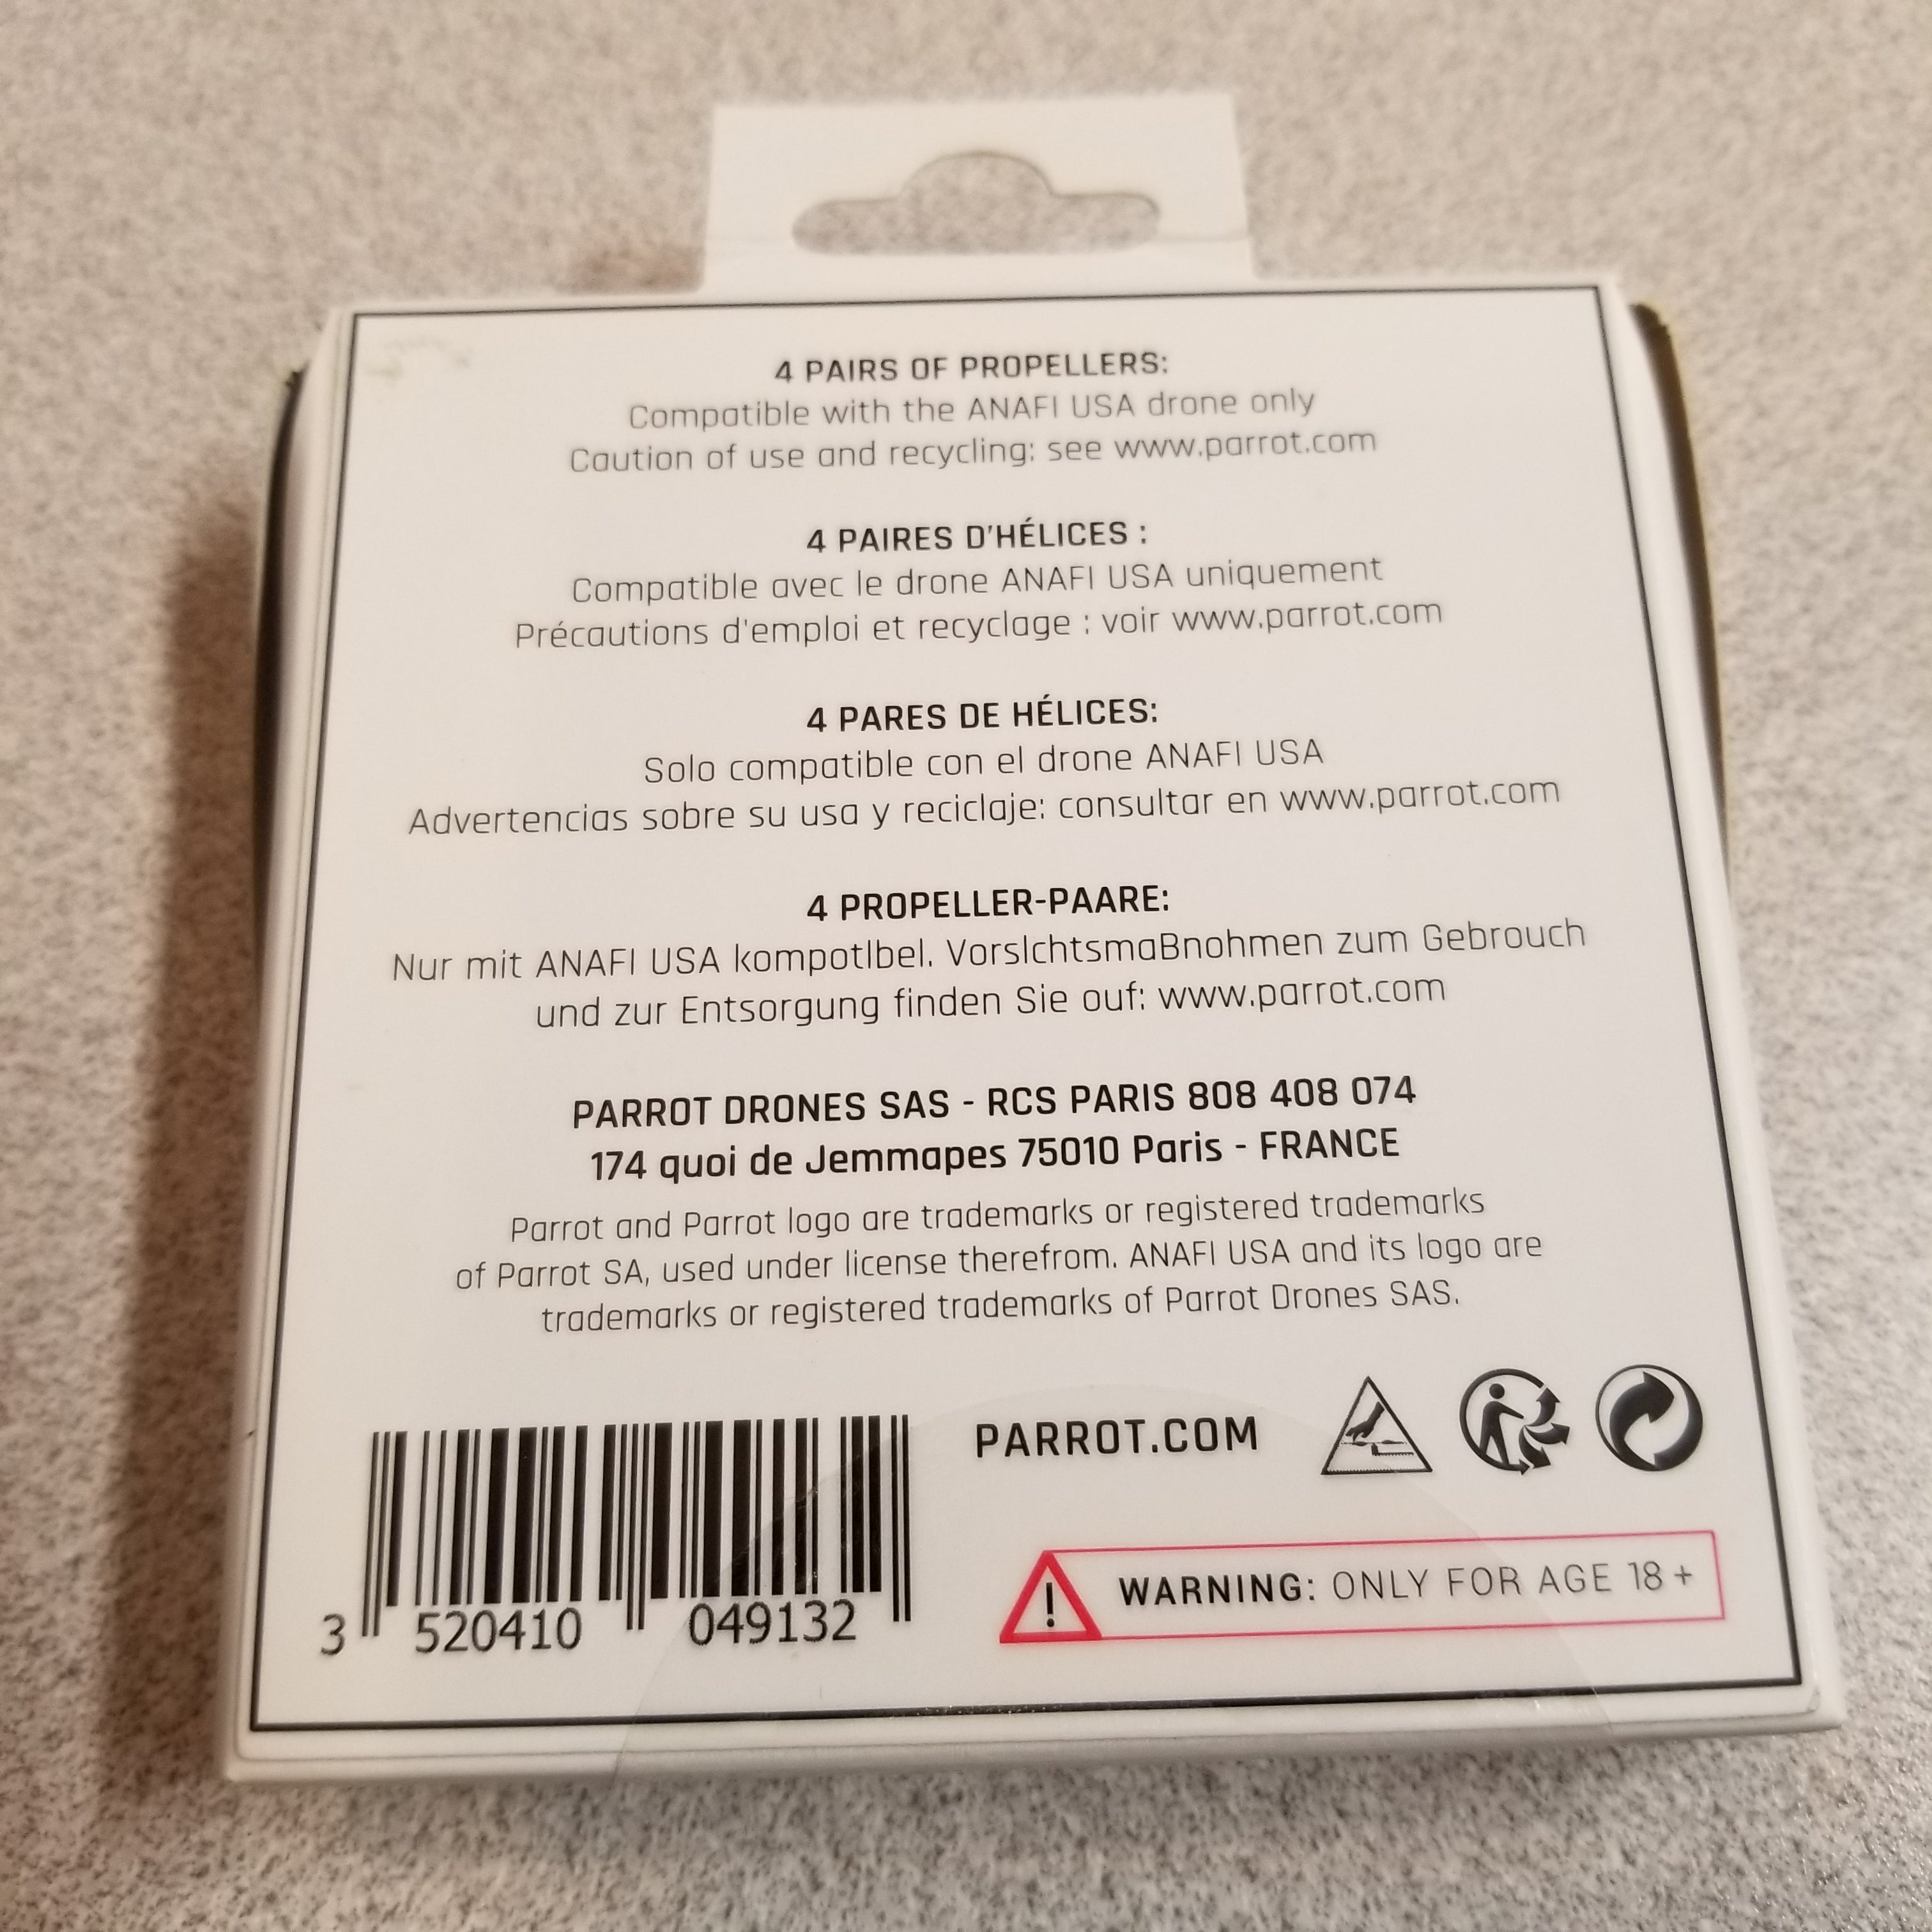 4 PAIRS OF PROPELLERS:
Compatible with the ANAFI USA drone only
Caution of use and recycling: see www.parrot.com
4 PAIRES D'HÉLICES :
Compatible avec le drone ANAFI USA uniquement
Précautions d'emploi et recyclage : voir www.parrot.com
4 PARES DE HÉLICES:
Solo compatible con el drone ANAFI USA
Advertencias sobre su usa y reciclaje: consultar en www.parrot.com
4 PROPELLER-PAARE:
Nur mit ANAFI USA kompotlbel. VorslchtsmaBnohmen zum Gebrouch
und zur Entsorgung finden Sie ouf: www.parrot.com
PARROT DRONES SAS - RCS PARIS 808 408 074
174 quoi de Jemmapes 75010 Paris - FRANCE
Parrot and Parrot logo are trademarks or registered trademarks
of Parrot SA, used under license therefrom. ANAFI USA and its logo are
trademarks or registered trademarks of Parrot Drones SAS.
PARROT.COM
WARNING: ONLY FOR AGE 18 +
3 520410 049132